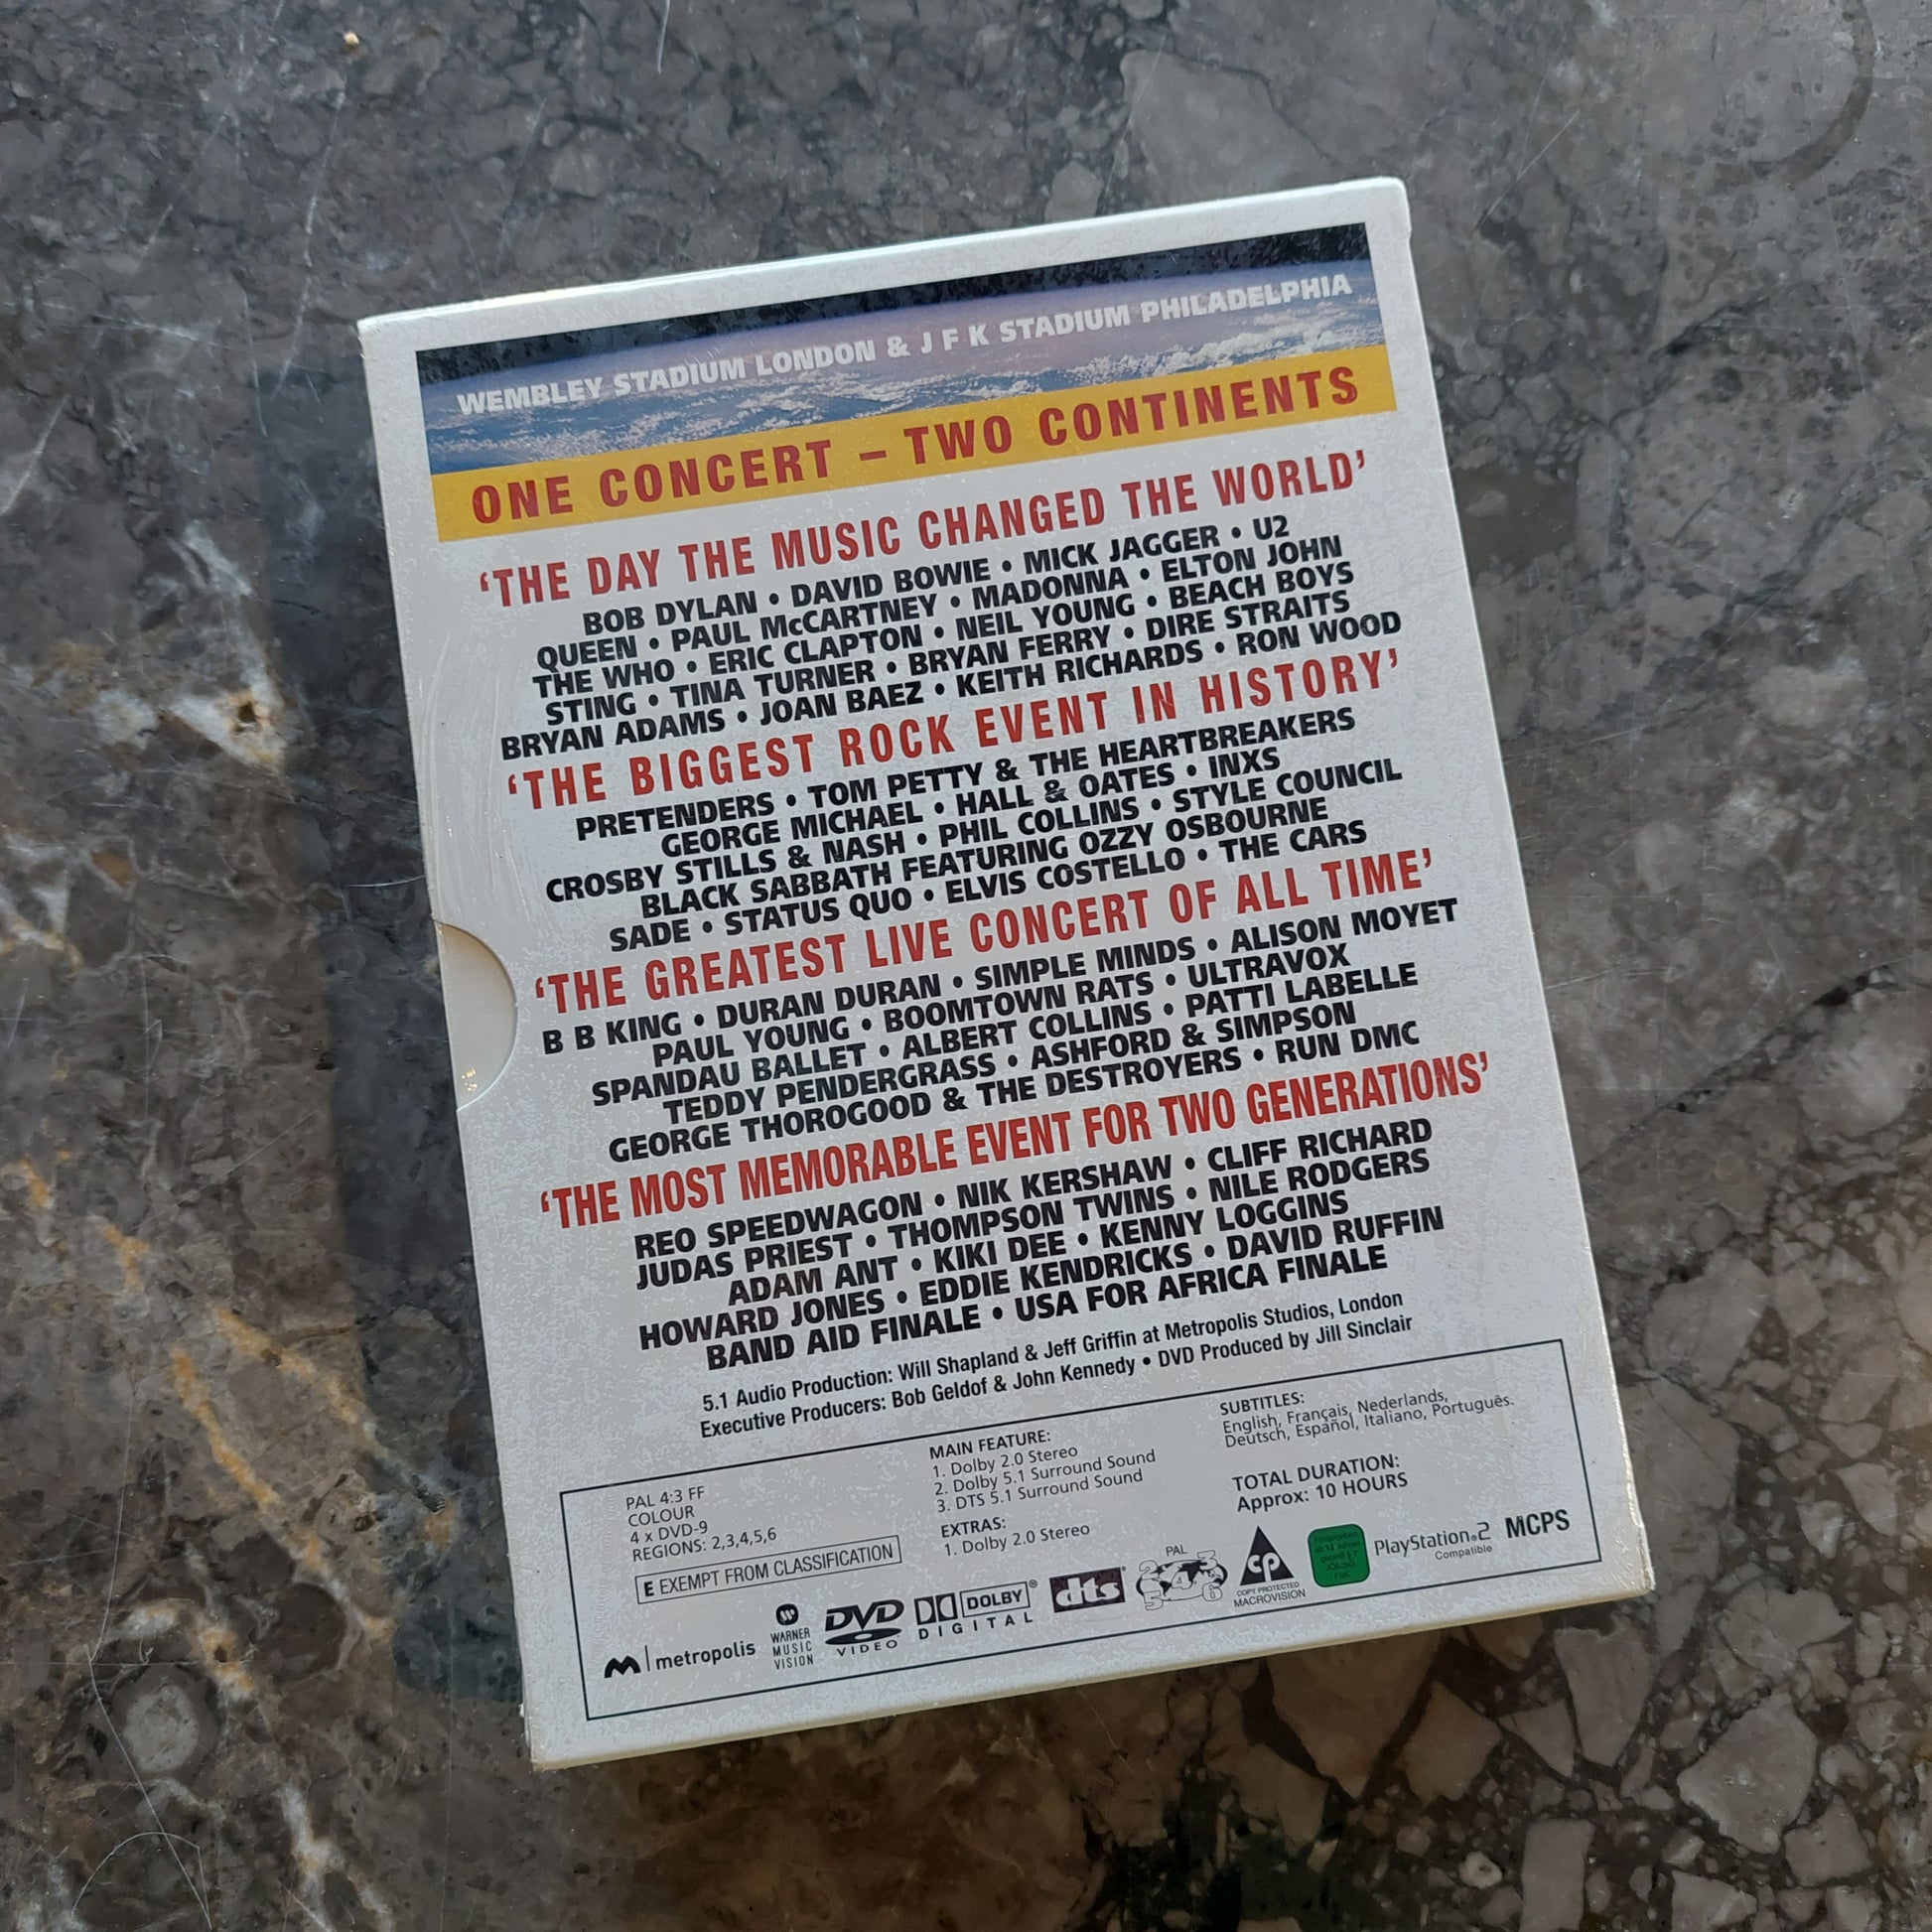 WEMBLEY STADIUM LONDON & J F K STADIUM PHILADELPHIA
ONE CONCERT – TWO CONTINENTS
‘THE DAY THE MUSIC CHANGED THE WORLD’
BOB DYLAN • DAVID BOWIE • MICK JAGGER • U2
QUEEN • PAUL McCARTNEY • MADONNA • ELTON JOHN
THE WHO • ERIC CLAPTON • NEIL YOUNG • BEACH BOYS
STING • TINA TURNER • BRYAN FERRY • DIRE STRAITS
BRYAN ADAMS • JOAN BAEZ • KEITH RICHARDS • RON WOOD
‘THE BIGGEST ROCK EVENT IN HISTORY’
PRETENDERS • TOM PETTY & THE HEARTBREAKERS
GEORGE MICHAEL • HALL & OATES • INXS
CROSBY STILLS & NASH • PHIL COLLINS • STYLE COUNCIL
BLACK SABBATH FEATURING OZZY OSBOURNE
SADE • STATUS QUO • ELVIS COSTELLO • THE CARS
‘THE GREATEST LIVE CONCERT OF ALL TIME’
B B KING • DURAN DURAN • SIMPLE MINDS • ALISON MOYET
PAUL YOUNG • BOOMTOWN RATS • ULTRAVOX
SPANDAU BALLET • ALBERT COLLINS • PATTI LABELLE
TEDDY PENDERGRASS • ASHFORD & SIMPSON
GEORGE THOROGOOD & THE DESTROYERS • RUN DMC
‘THE MOST MEMORABLE EVENT FOR TWO GENERATIONS’
REO SPEEDWAGON • NIK KERSHAW • CLIFF RICHARD
JUDAS PRIEST • THOMPSON TWINS • NILE RODGERS
ADAM ANT • KIKI DEE • KENNY LOGGINS
HOWARD JONES • EDDIE KENDRICKS • DAVID RUFFIN
BAND AID FINALE • USA FOR AFRICA FINALE
5.1 Audio Production: Will Shapland & Jeff Griffin at Metropolis Studios, London
Executive Producers: Bob Geldof & John Kennedy • DVD Produced by Jill Sinclair
PAL 4:3 FF
COLOUR
4 x DVD-9
REGIONS: 2,3,4,5,6
E EXEMPT FROM CLASSIFICATION
MAIN FEATURE:
1. Dolby 2.0 Stereo
2. Dolby 5.1 Surround Sound
3. DTS 5.1 Surround Sound
EXTRAS:
1. Dolby 2.0 Stereo
SUBTITLES:
English, Français, Nederlands,
Deutsch, Español, Italiano, Português.
TOTAL DURATION:
Approx: 10 HOURS
metropolis
WARNER
MUSIC
VISION
DVD
VIDEO
DOLBY
DIGITAL
dts
PAL
2 3
5 4 6
cp
COPY PROTECTED
MACROVISION
PlayStation.2
Compatible
MCPS